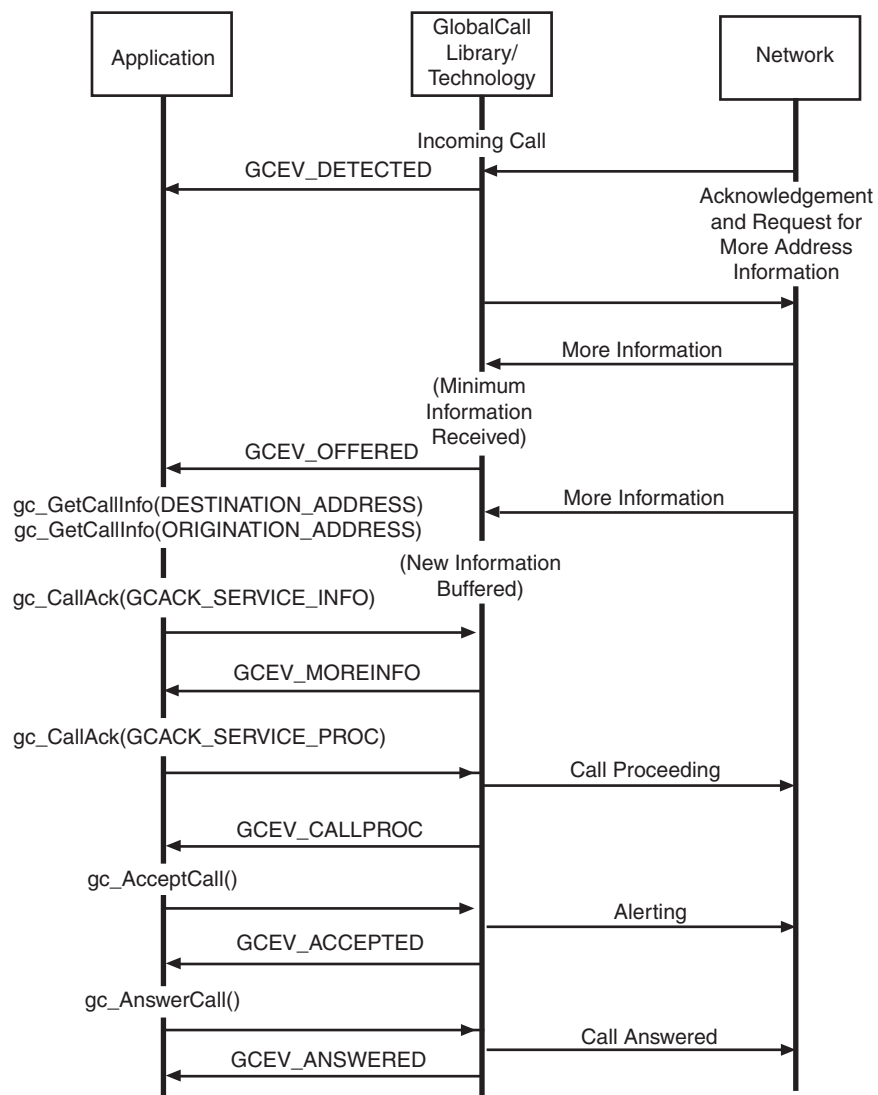 Application
GlobalCall
Library/
Technology
Network
Incoming Call
GCEV_DETECTED
Acknowledgement
and Request for
More Address
Information
More Information
(Minimum
Information
Received)
GCEV_OFFERED
gc_GetCallInfo(DESTINATION_ADDRESS)
gc_GetCallInfo(ORIGINATION_ADDRESS)
More Information
(New Information
Buffered)
gc_CallAck(GCACK_SERVICE_INFO)
GCEV_MOREINFO
gc_CallAck(GCACK_SERVICE_PROC)
Call Proceeding
GCEV_CALLPROC
gc_AcceptCall()
Alerting
GCEV_ACCEPTED
gc_AnswerCall()
Call Answered
GCEV_ANSWERED